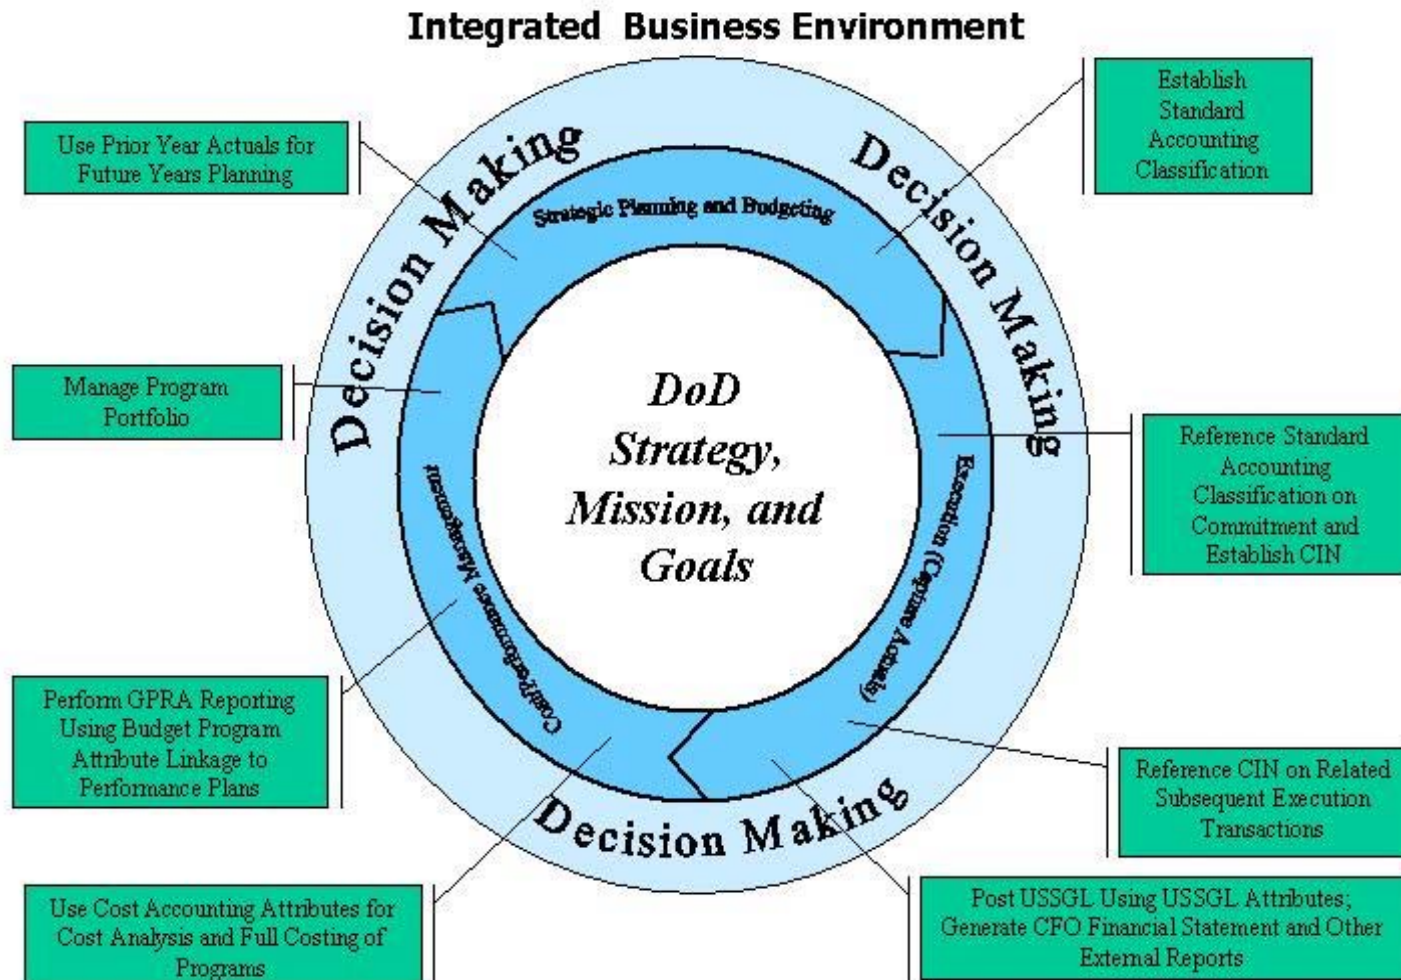 Integrated Business Environment
Establish
Standard
Accounting
Classification
Use Prior Year Actuals for
Future Years Planning
Decision Making
Decision Making
Strategic Planning and Budgeting
Manage Program
Portfolio
DoD
Strategy,
Mission, and
Goals
Reference Standard
Accounting
Classification on
Commitment and
Establish CIN
Execution (Capture Actuals)
Cost/Performance Management
Perform GPRA Reporting
Using Budget Program
Attribute Linkage to
Performance Plans
Reference CIN on Related
Subsequent Execution
Transactions
Decision Making
Use Cost Accounting Attributes for
Cost Analysis and Full Costing of
Programs
Post USSGL Using USSGL Attributes;
Generate CFO Financial Statement and Other
External Reports